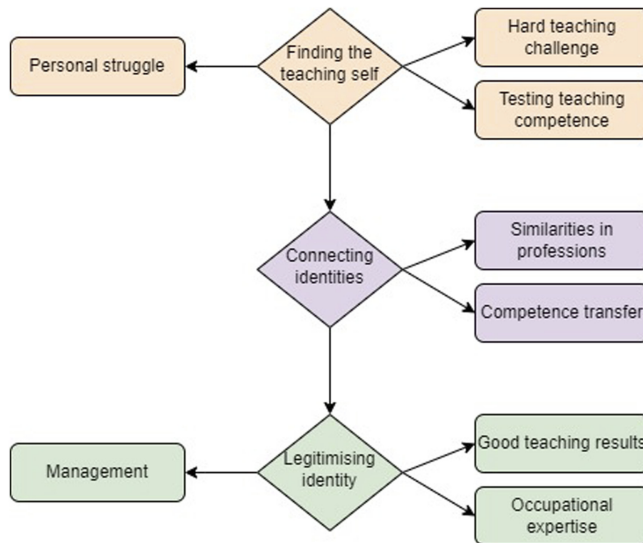 Personal struggle
Finding the
teaching self
Hard teaching
challenge
Testing teaching
competence
Connecting
identities
Similarities in
professions
Competence transfer
Management
Legitimising
identity
Good teaching results
Occupational
expertise